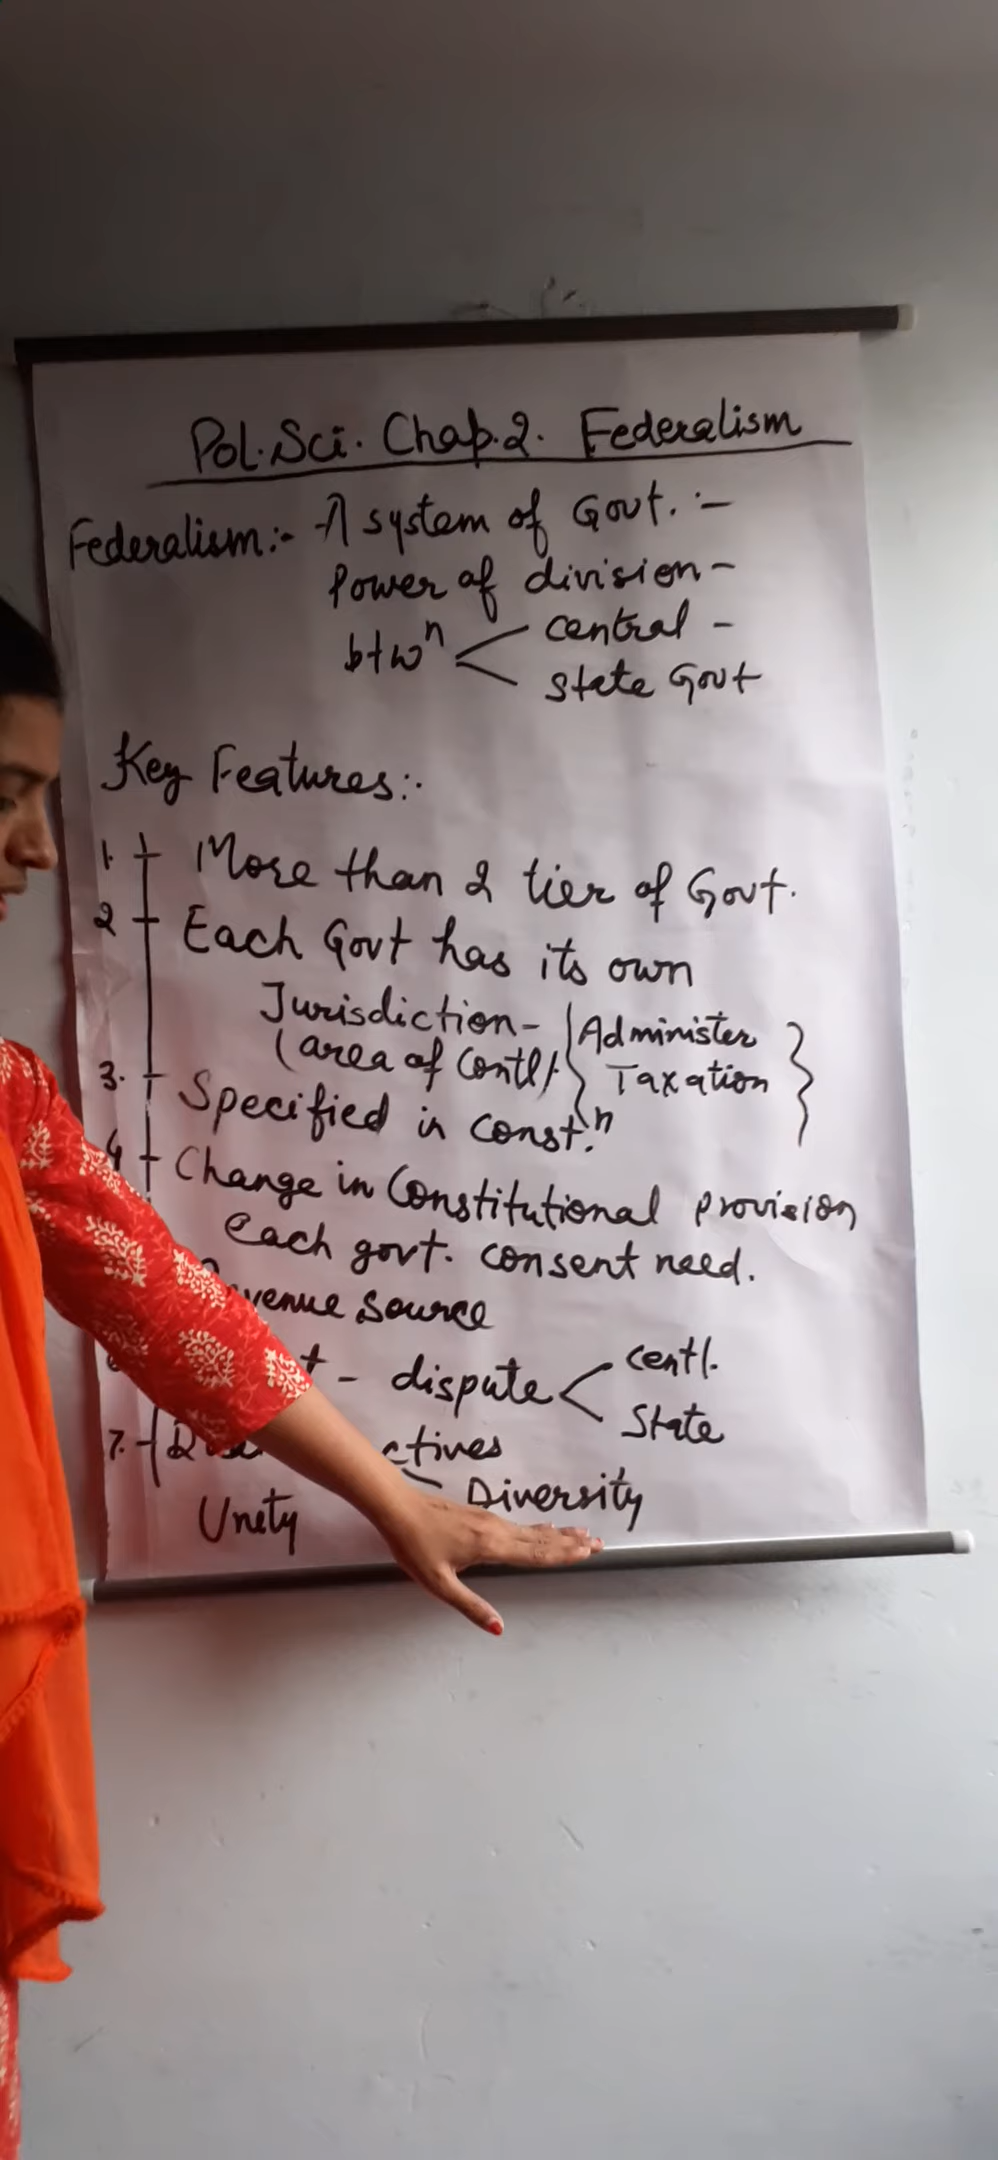 Pol. Sci. Chap. 2. Federalism
Federalism:- A system of Govt. :-
Power of division -
btwⁿ central -
State Govt
Key Features:-
1. More than 2 tier of Govt.
2 Each Govt has its own
Jurisdiction - Administer
(area of Contl). Taxation
3. Specified in constⁿ.
4 Change in Constitutional provision
each govt. consent need.
Source
dispute centl.
State
7.
Diversity
Unity